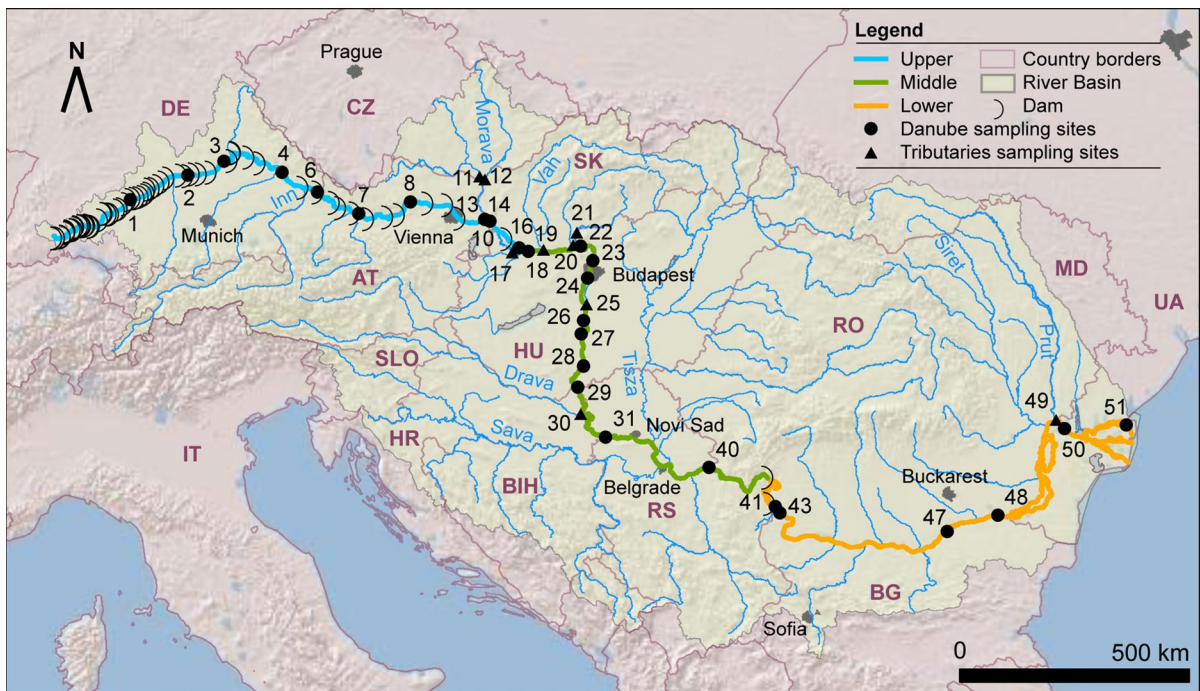 N
Prague
Legend
Upper
Country borders
Middle
River Basin
Lower
Dam
Danube sampling sites
Tributaries sampling sites
DE
CZ
Morava
3
4
6
11
12
Vah
SK
2
1
Inn
7
8
13
14
21
Munich
Vienna
10
16
19
22
23
Siret
MD
17
18
20
Budapest
AT
24
25
UA
26
27
RO
Prut
HU
28
SLO
Drava
Tisza
29
49
51
30
31
Novi Sad
50
Sava
HR
IT
40
Buckarest
BIH
Belgrade
41
43
48
RS
47
BG
Sofia
0
500 km